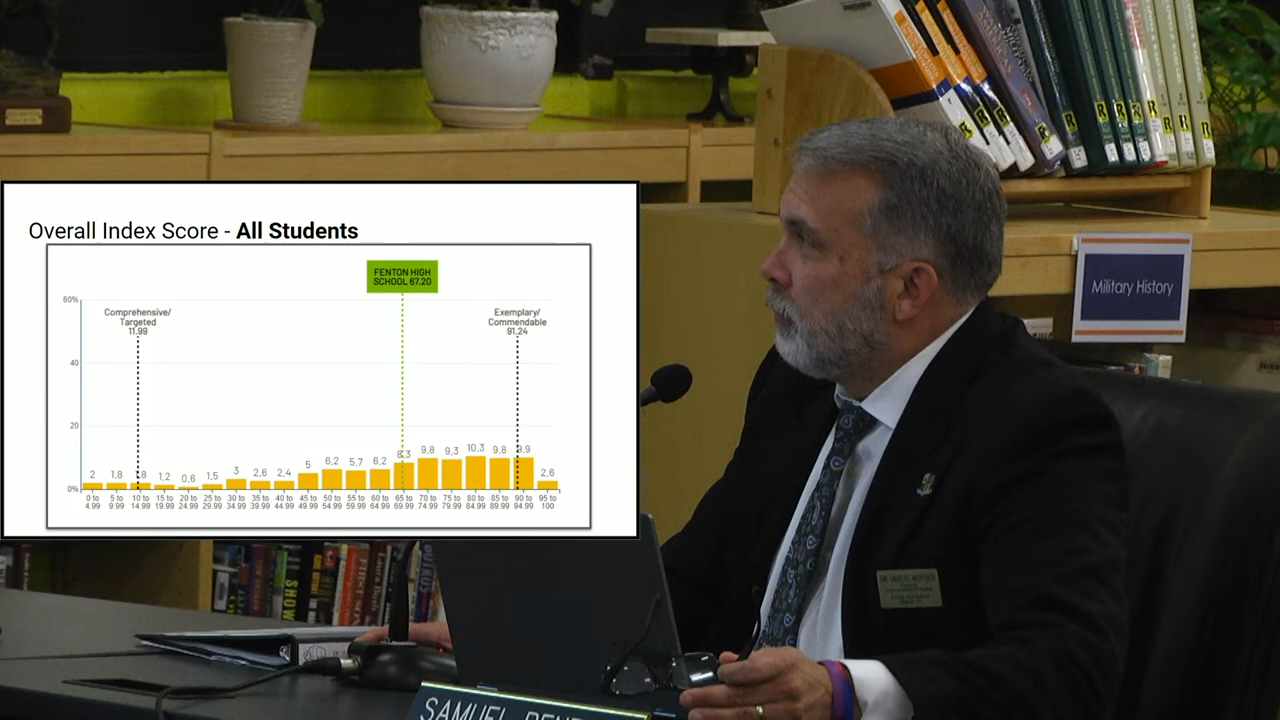 Overall Index Score - All Students
FENTON HIGH
SCHOOL 67.20
60%
Comprehensive/
Targeted
11.99
Exemplary/
Commendable
91.24
40
20
0%
2 1.8 1.2 0.6 1.5 3 2.6 2.4 5 6.2 5.7 6.2 8.3 9.8 9.3 10.3 9.8 9.9 2.6
0 to 5 to 10 to 15 to 20 to 25 to 30 to 35 to 40 to 45 to 50 to 55 to 60 to 65 to 70 to 75 to 80 to 85 to 90 to 95 to
4.99 9.99 14.99 19.99 24.99 29.99 34.99 39.99 44.99 49.99 54.99 59.99 64.99 69.99 74.99 79.99 84.99 89.99 94.99 100
Military History
SHOW
SAMUEL